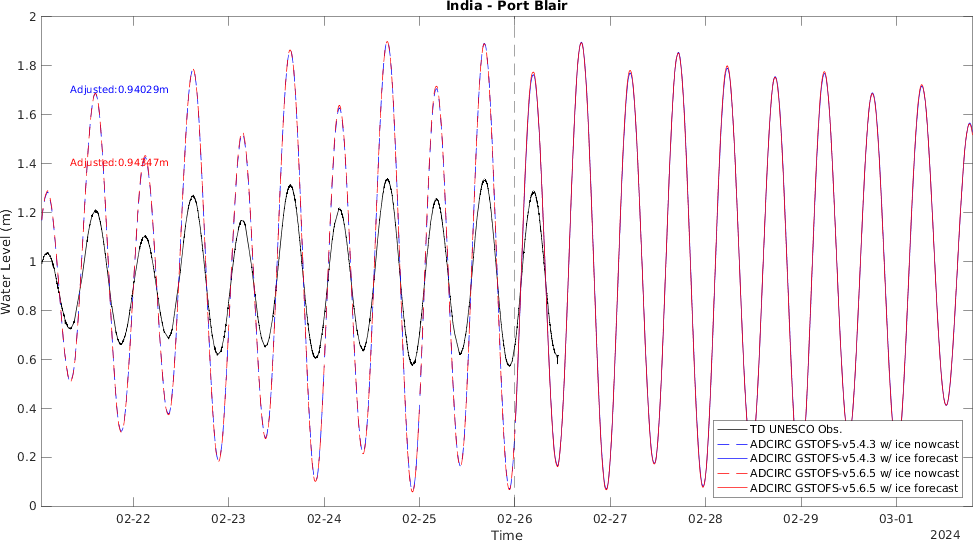 India - Port Blair
2
1.8
1.6
1.4
1.2
1
0.8
0.6
0.4
0.2
0
Water Level (m)
Adjusted:0.94029m
Adjusted:0.94347m
TD UNESCO Obs.
ADCIRC GSTOFS-v5.4.3 w/ ice nowcast
ADCIRC GSTOFS-v5.4.3 w/ ice forecast
ADCIRC GSTOFS-v5.6.5 w/ ice nowcast
ADCIRC GSTOFS-v5.6.5 w/ ice forecast
02-22
02-23
02-24
02-25
02-26
02-27
02-28
02-29
03-01
Time
2024